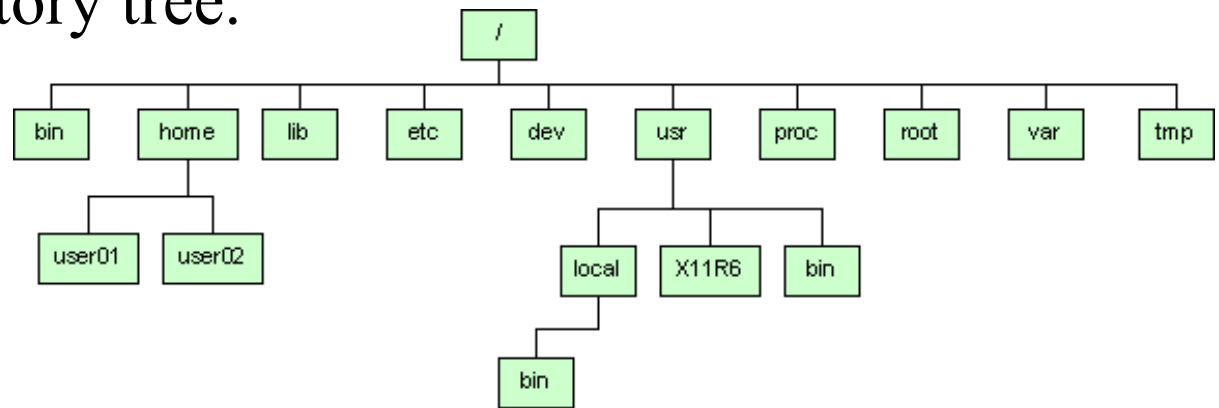 tory tree.
/
bin home lib etc dev usr proc root var tmp
user01 user02
local X11R6 bin
bin